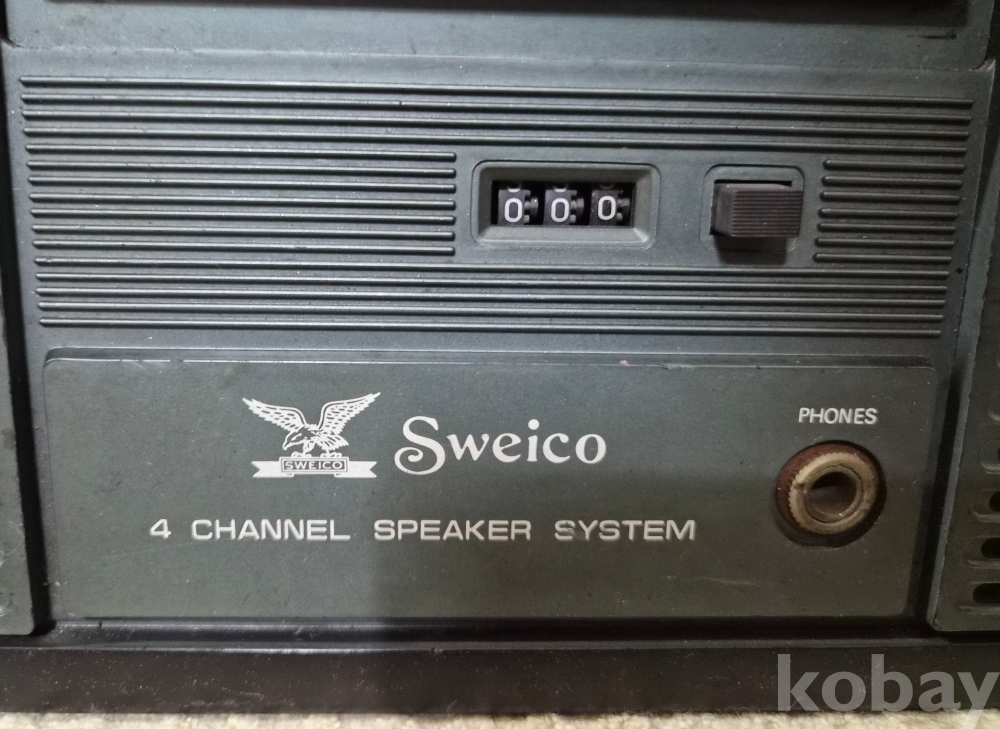 000
PHONES
SWEICO
Sweico
4 CHANNEL SPEAKER SYSTEM
kobay